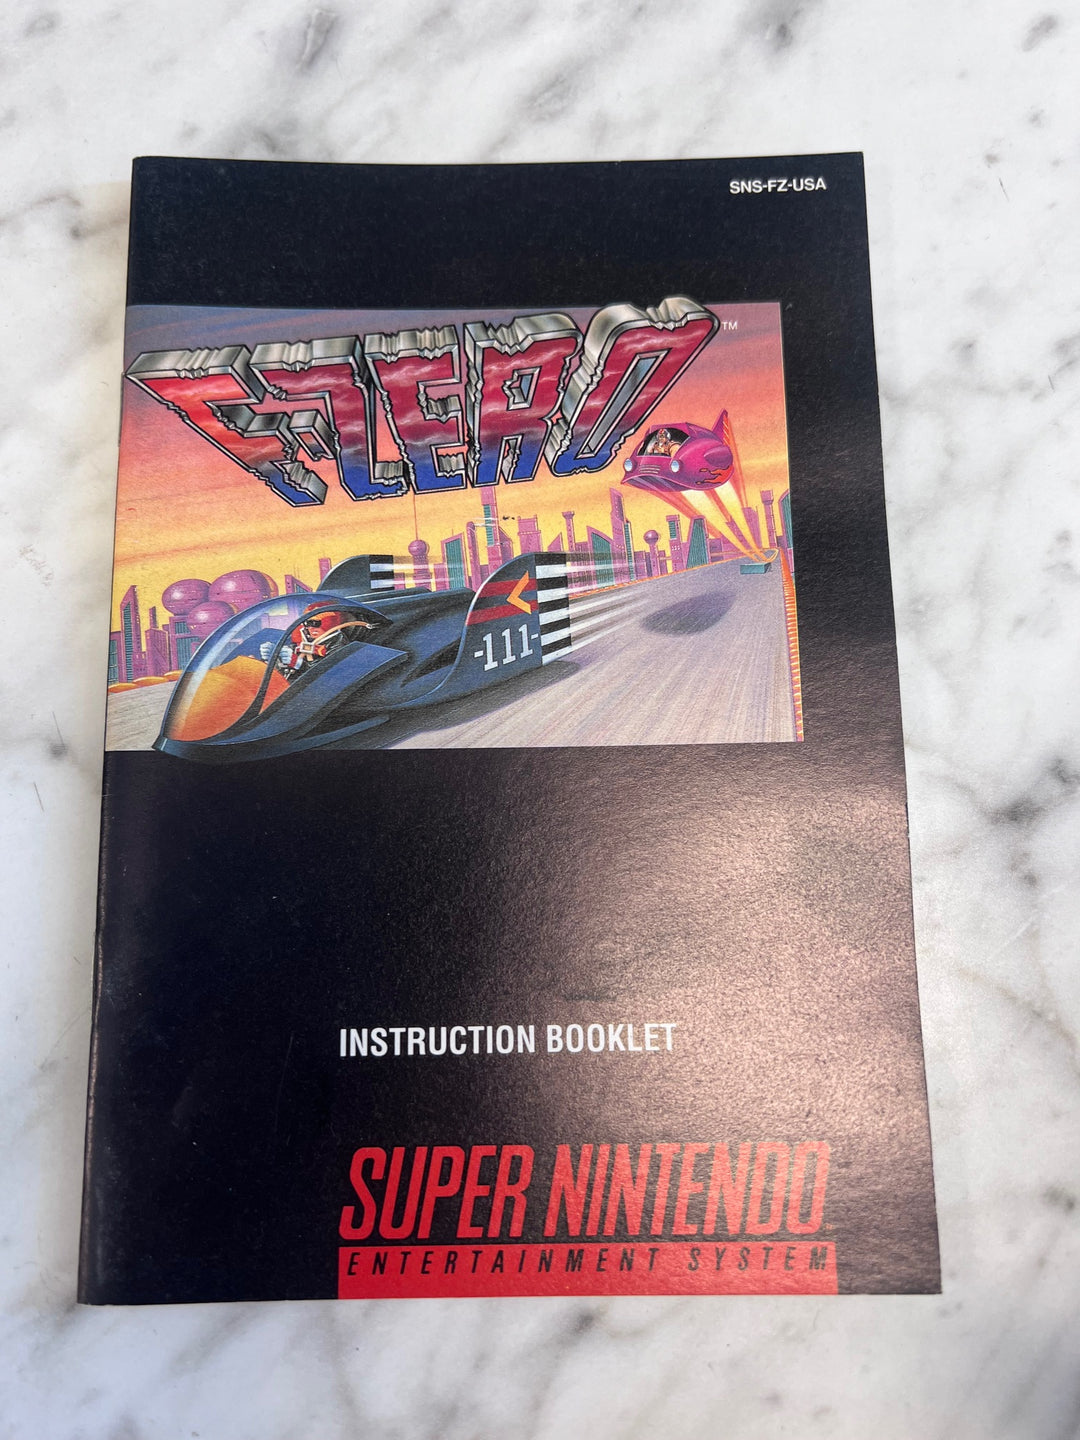 SNS-FZ-USA
F-ZERO™
-111-
INSTRUCTION BOOKLET
SUPER NINTENDO
ENTERTAINMENT SYSTEM